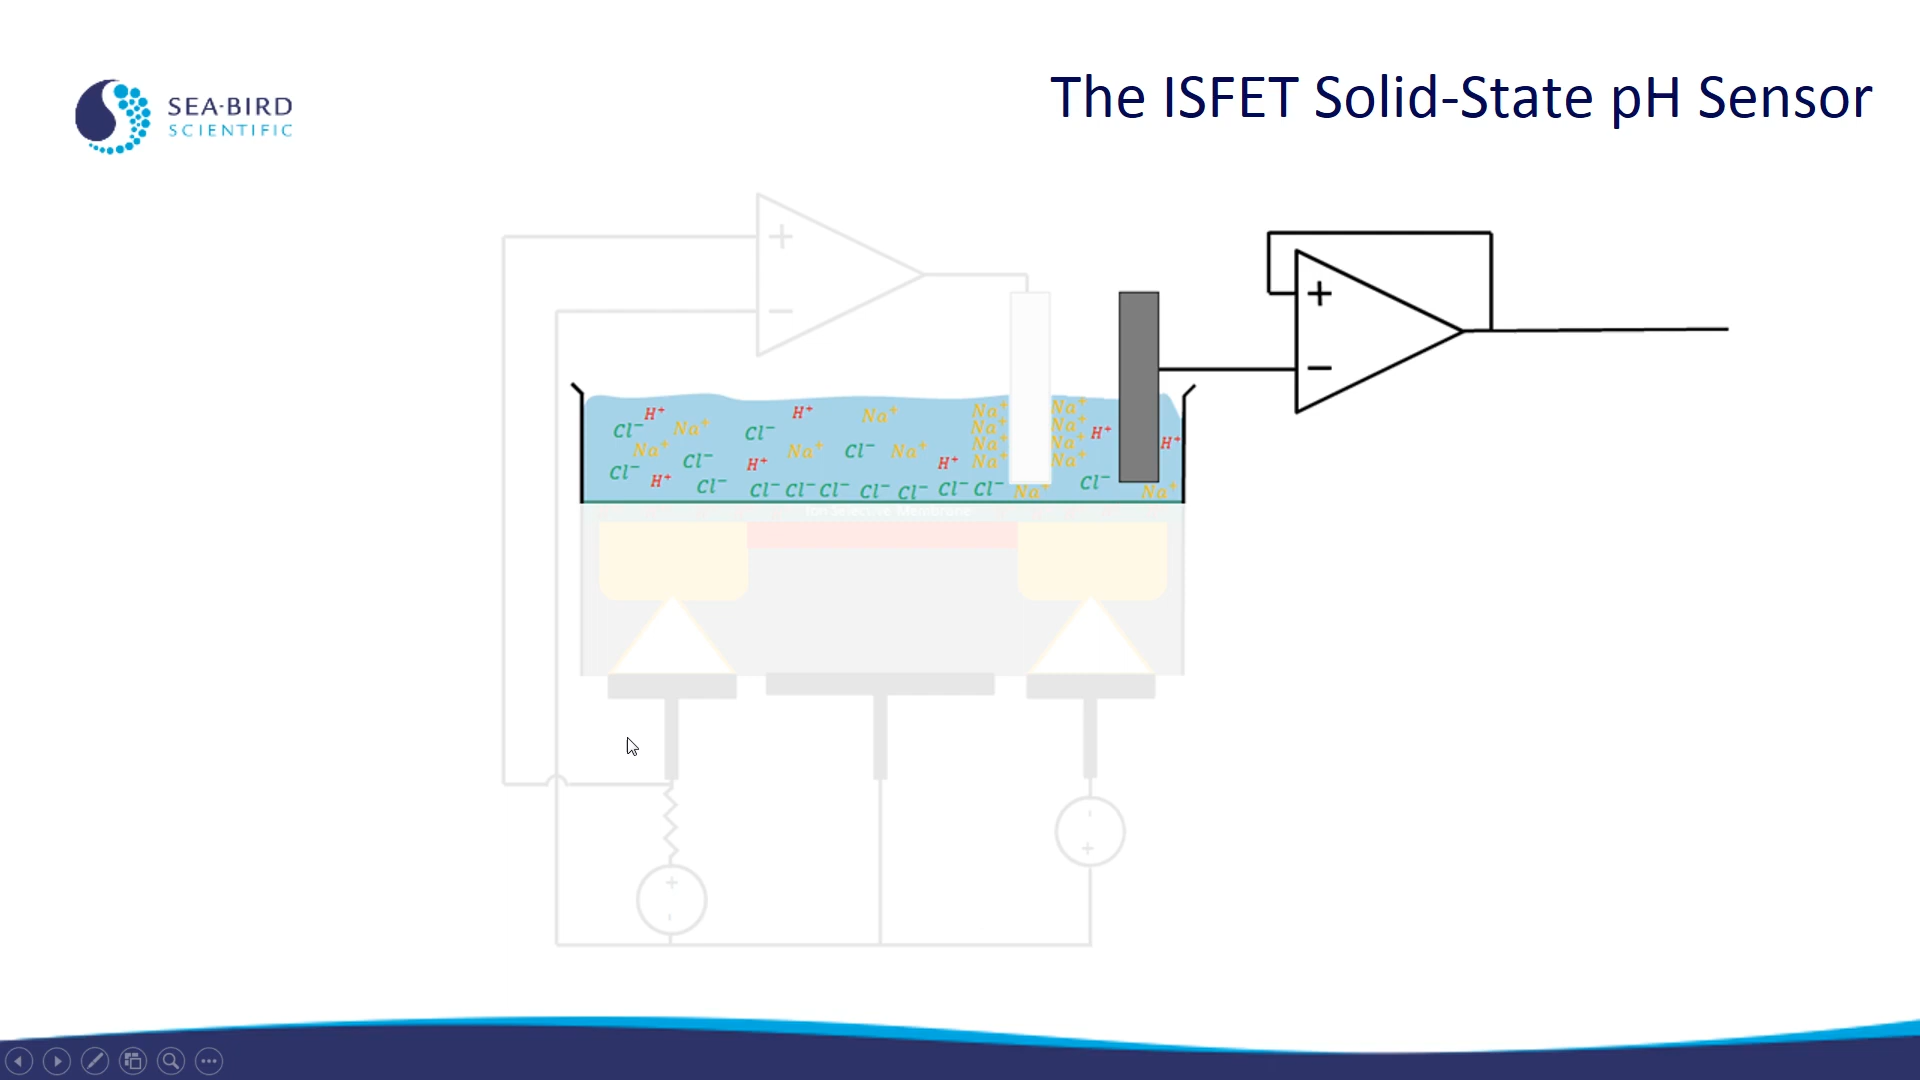 SEA·BIRD
SCIENTIFIC
The ISFET Solid-State pH Sensor
+
−
+
−
H⁺ H⁺ Na⁺ Na⁺ Na⁺
Cl⁻ Na⁺ Cl⁻ Na⁺ Na⁺ H⁺ H⁺
Na⁺ Cl⁻ Na⁺ Cl⁻ Na⁺ Na⁺ Na⁺
Cl⁻ Cl⁻ H⁺ H⁺ Na⁺ Na⁺
H⁺ Cl⁻ Cl⁻ Cl⁻ Cl⁻ Cl⁻ Cl⁻ Cl⁻ Cl⁻ Na⁺ Cl⁻ Na⁺
Ion Selective Membrane
-
+
+
-